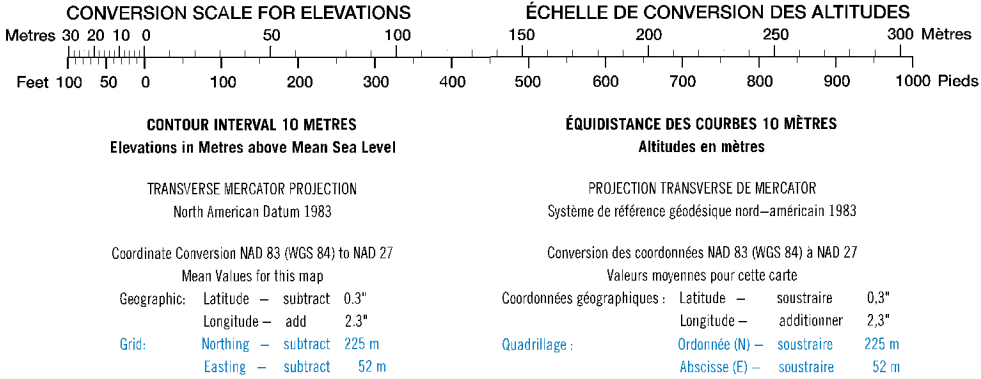 CONVERSION SCALE FOR ELEVATIONS
ÉCHELLE DE CONVERSION DES ALTITUDES
Metres 30 20 10 0 50 100 150 200 250 300 Mètres
Feet 100 50 0 100 200 300 400 500 600 700 800 900 1000 Pieds
CONTOUR INTERVAL 10 METRES
Elevations in Metres above Mean Sea Level
TRANSVERSE MERCATOR PROJECTION
North American Datum 1983
Coordinate Conversion NAD 83 (WGS 84) to NAD 27
Mean Values for this map
Geographic: Latitude – subtract 0.3"
Longitude – add 2.3"
Grid: Northing – subtract 225 m
Easting – subtract 52 m
ÉQUIDISTANCE DES COURBES 10 MÈTRES
Altitudes en mètres
PROJECTION TRANSVERSE DE MERCATOR
Système de référence géodésique nord–américain 1983
Conversion des coordonnées NAD 83 (WGS 84) à NAD 27
Valeurs moyennes pour cette carte
Coordonnées géographiques : Latitude – soustraire 0,3"
Longitude – additionner 2,3"
Quadrillage : Ordonnée (N) – soustraire 225 m
Abscisse (E) – soustraire 52 m